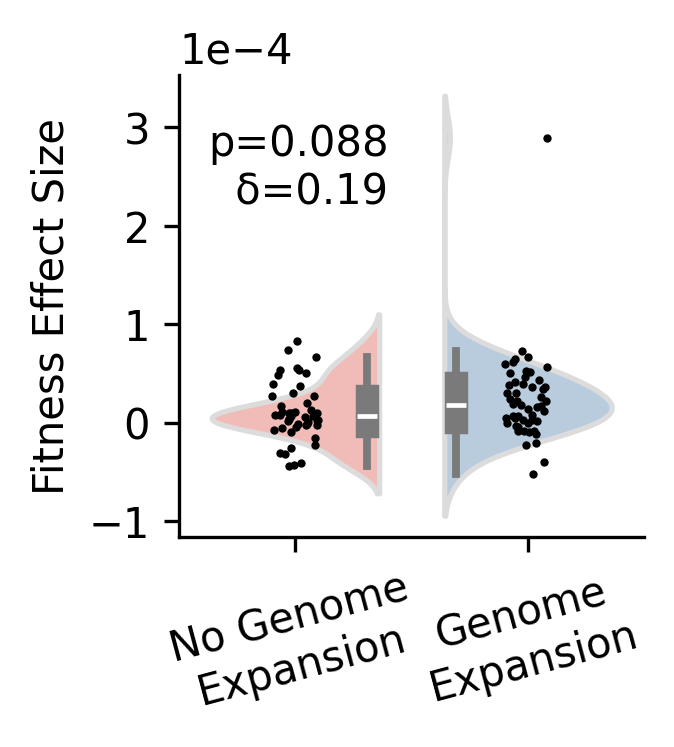 1e−4
Fitness Effect Size
3
2
1
0
−1
p=0.088
δ=0.19
No Genome
Expansion
Genome
Expansion